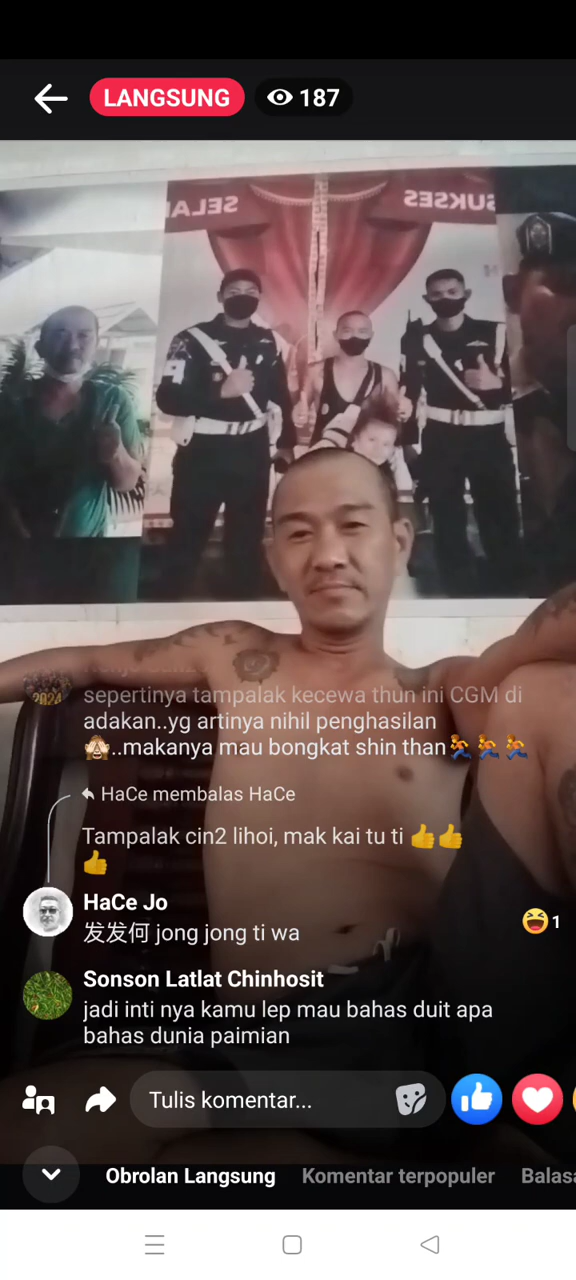 LANGSUNG
187
SELA
SUKSES
2024
sepertinya tampalak kecewa thun ini CGM di
adakan..yg artinya nihil penghasilan
🙈..makanya mau bongkat shin than🏃🏃🏃
HaCe membalas HaCe
Tampalak cin2 lihoi, mak kai tu ti 👍👍
👍
HaCe Jo
发发何 jong jong ti wa
1
Sonson Latlat Chinhosit
jadi inti nya kamu lep mau bahas duit apa
bahas dunia paimian
Tulis komentar...
Obrolan Langsung
Komentar terpopuler
Balasa